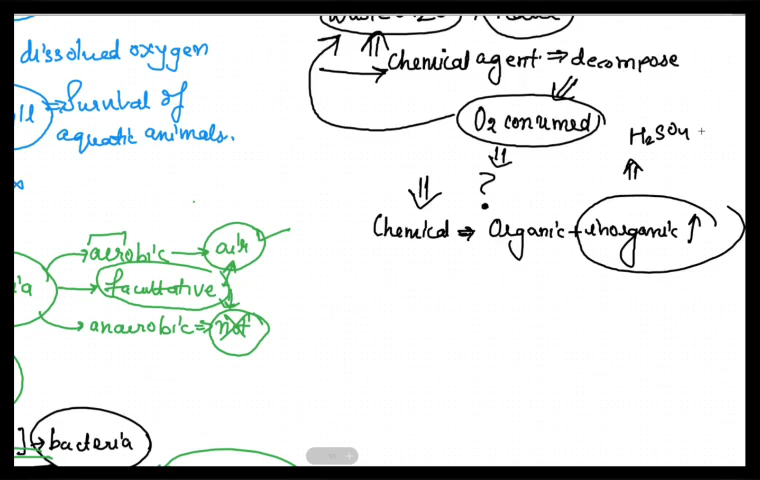 dissolved oxygen
⇒ Survival of
aquatic animals.
Chemical agent ⇒ decompose
O2 conumed
H2SO4 +
?
Chemical ⇒ Organic + inorganic ↑
aerobic → air
facultative
anaerobic ⇒ not
] → bacteria